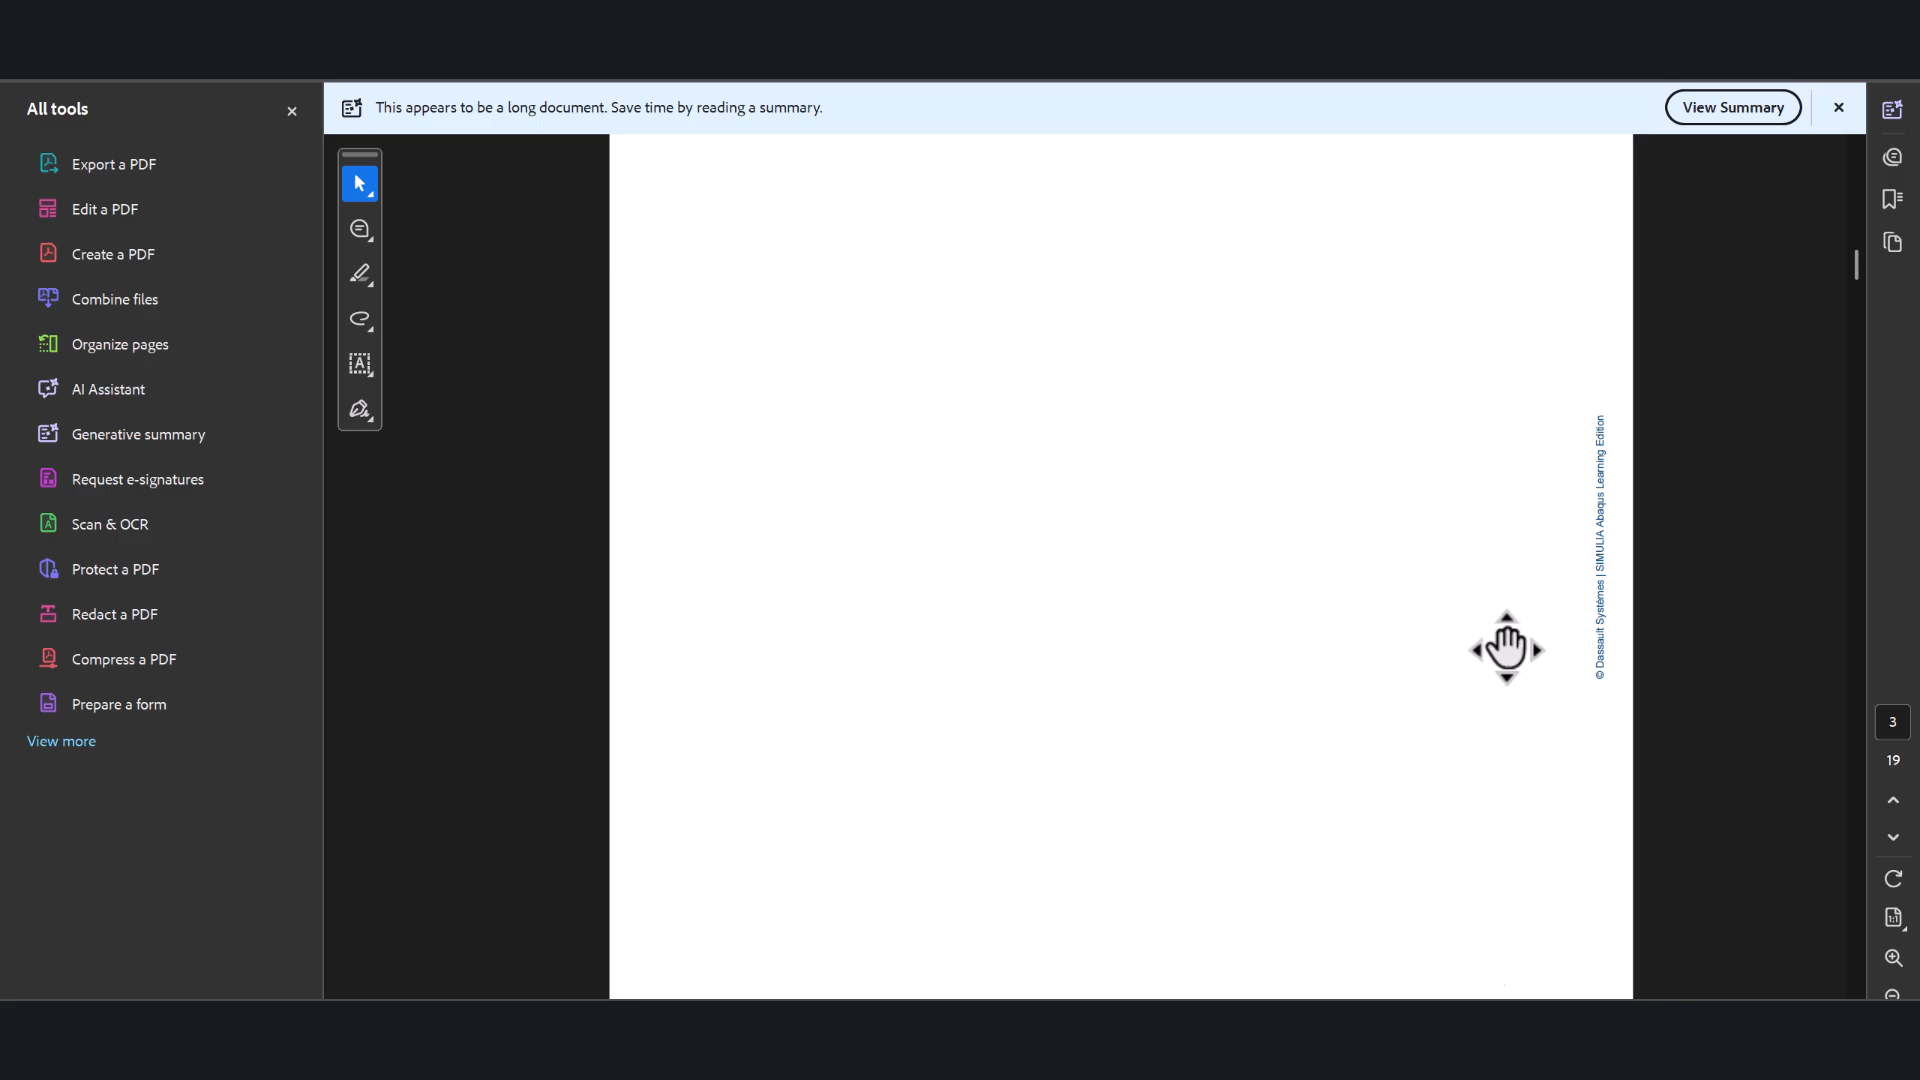 All tools
Export a PDF
Edit a PDF
Create a PDF
Combine files
Organize pages
AI Assistant
Generative summary
Request e-signatures
Scan & OCR
Protect a PDF
Redact a PDF
Compress a PDF
Prepare a form
View more
This appears to be a long document. Save time by reading a summary.
View Summary
© Dassault Systèmes | SIMULIA Abaqus Learning Edition
3
19